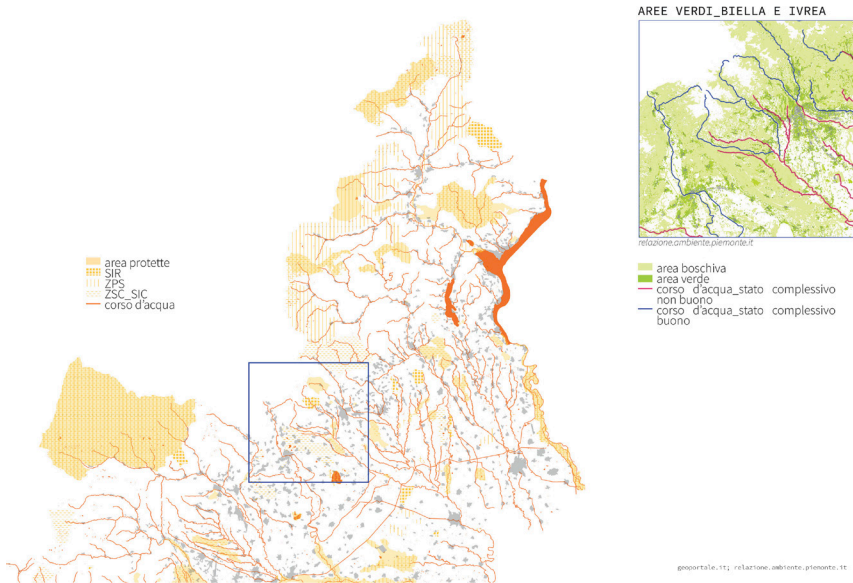 AREE VERDI_BIELLA E IVREA
relazione.ambiente.piemonte.it
area boschiva
area verde
corso d'acqua_stato complessivo
non buono
corso d'acqua_stato complessivo
buono
area protette
SIR
ZPS
ZSC_SIC
corso d'acqua
geoportale.it; relazione.ambiente.piemonte.it